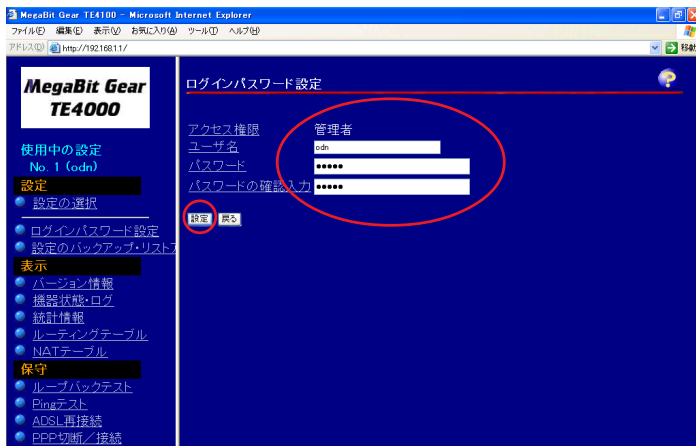 MegaBit Gear TE4100 - Microsoft Internet Explorer
ファイル(F) 編集(E) 表示(V) お気に入り(A) ツール(T) ヘルプ(H)
アドレス(D) http://192.168.1.1/ 移動
MegaBit Gear
TE4000
使用中の設定
No. 1 (odn)
設定
設定の選択
ログインパスワード設定
設定のバックアップ・リストア
表示
バージョン情報
機器状態・ログ
統計情報
ルーティングテーブル
NATテーブル
保守
ループバックテスト
Pingテスト
ADSL再接続
PPP切断／接続
ログインパスワード設定
アクセス権限 管理者
ユーザ名 odn
パスワード •••••
パスワードの確認入力 •••••
設定 戻る